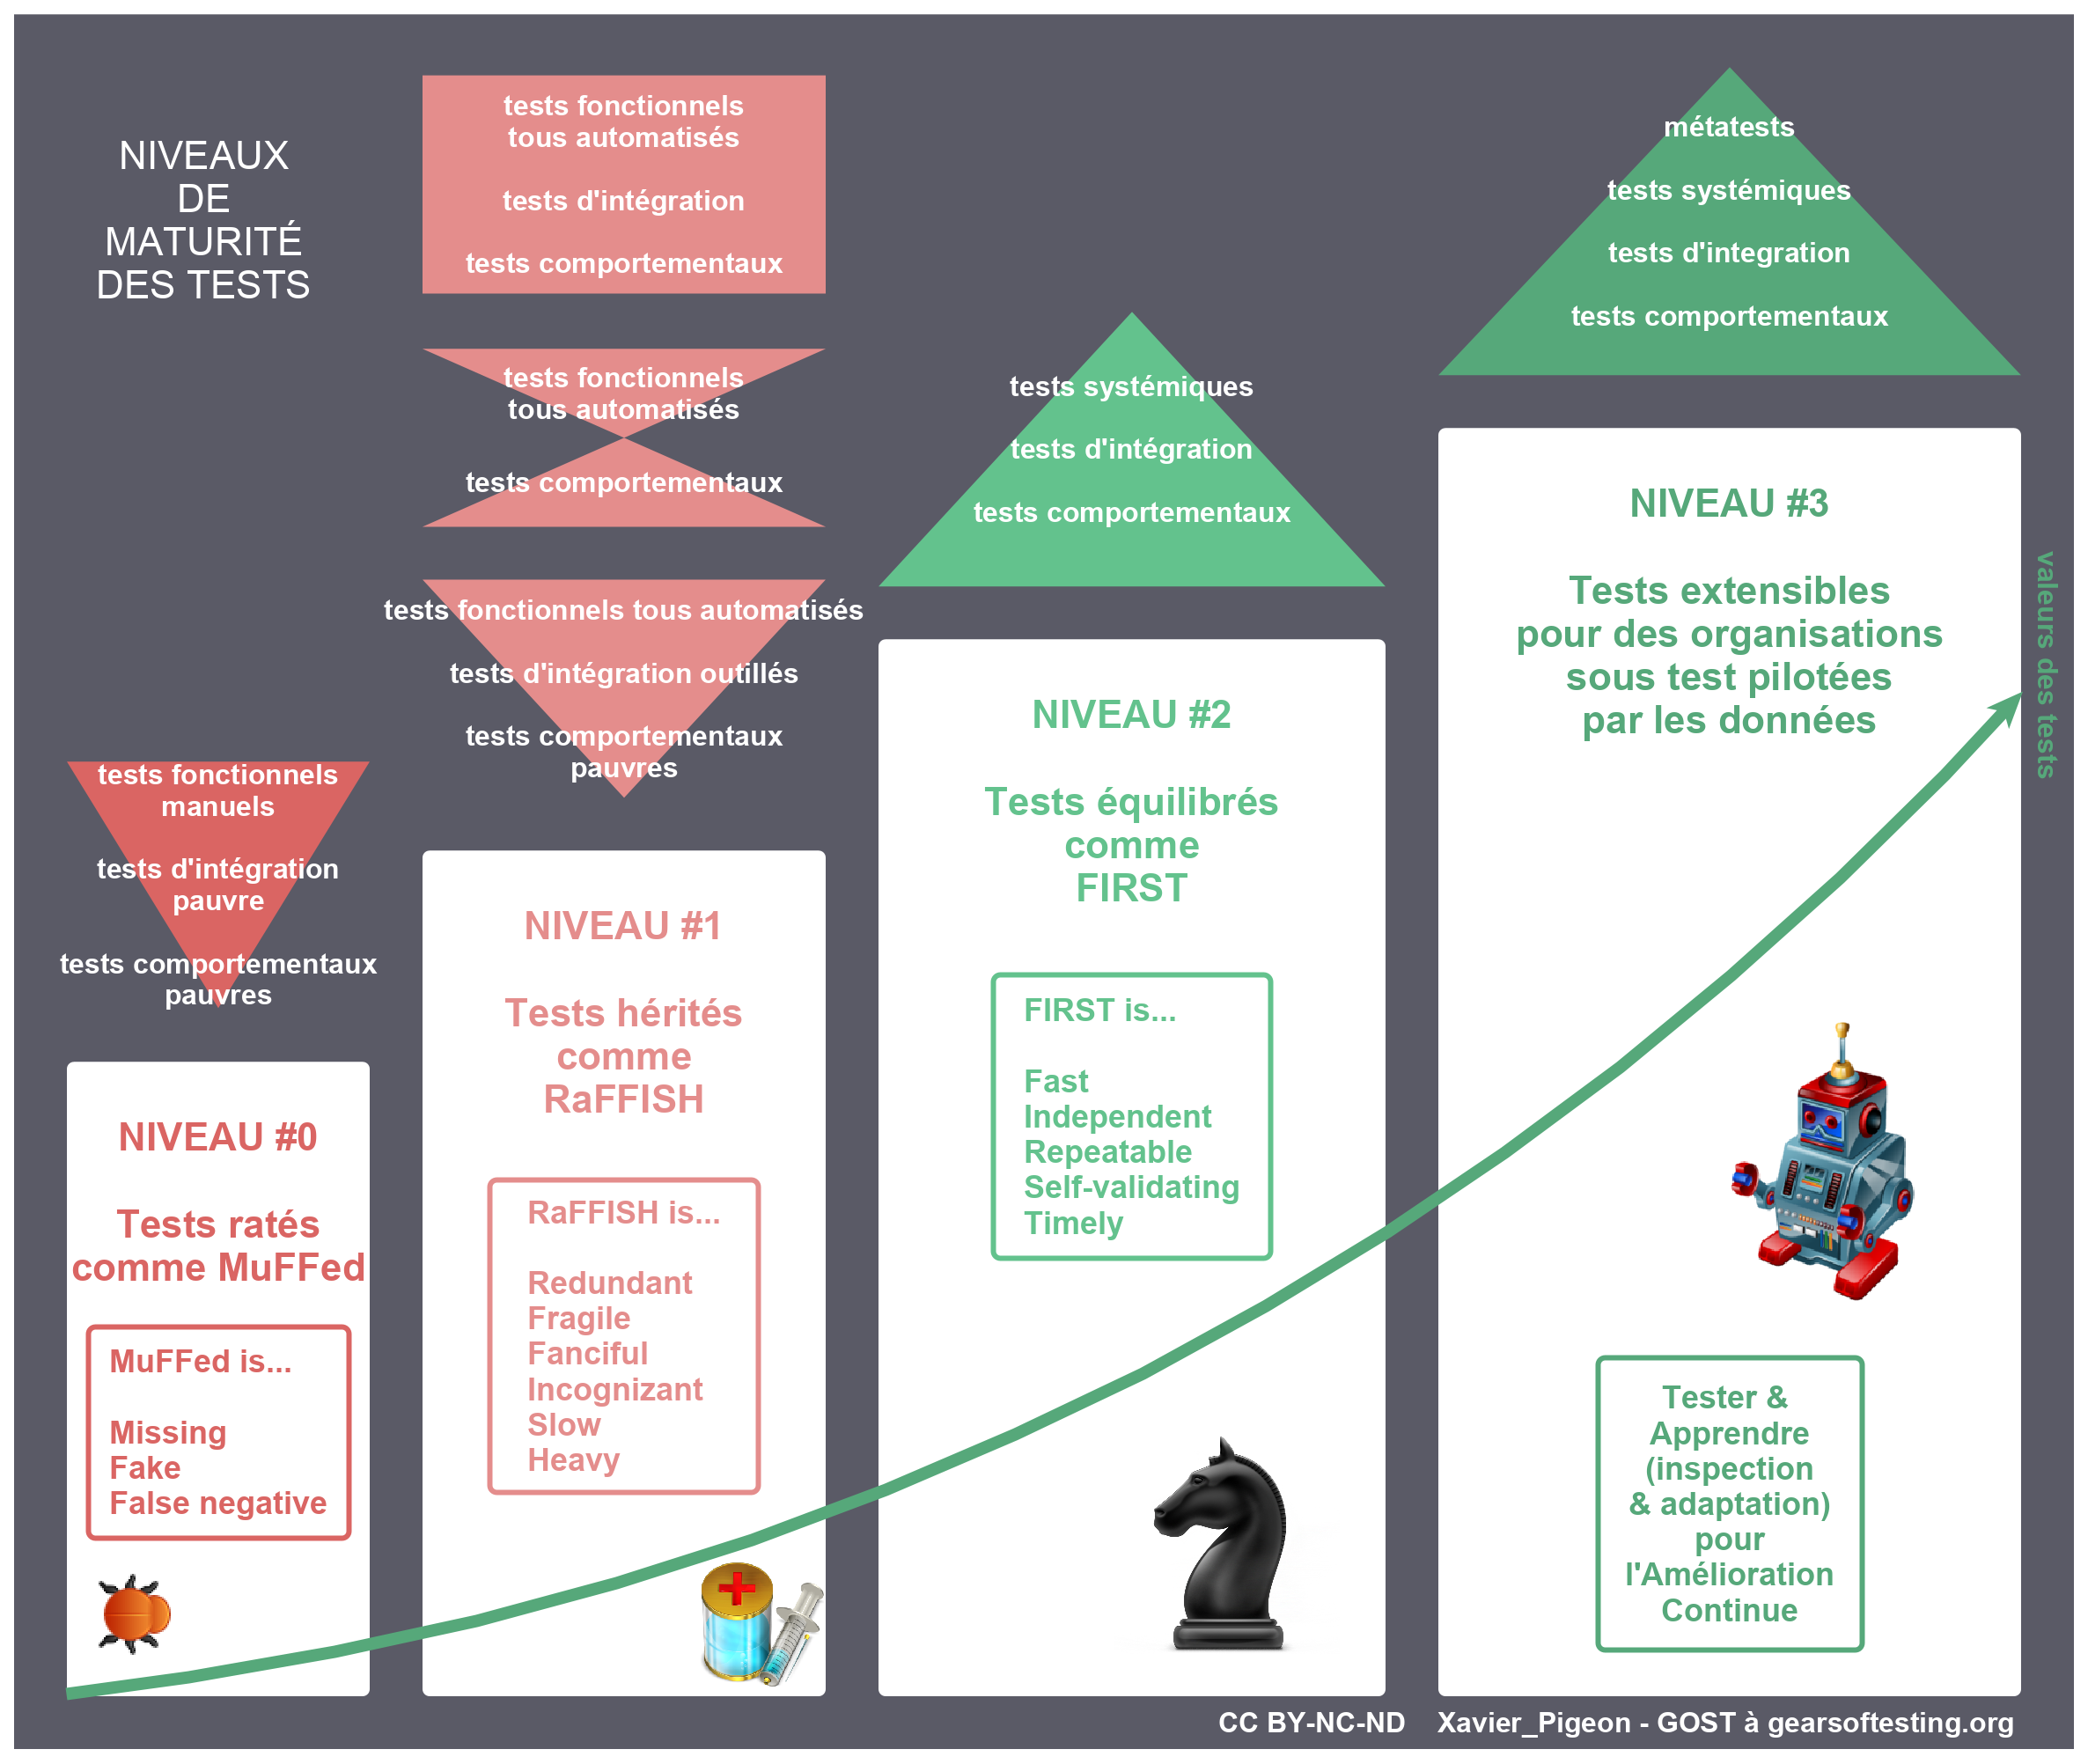 NIVEAUX
DE
MATURITÉ
DES TESTS
tests fonctionnels
manuels
tests d'intégration
pauvre
tests comportementaux
pauvres
NIVEAU #0
Tests ratés
comme MuFFed
MuFFed is...
Missing
Fake
False negative
tests fonctionnels
tous automatisés
tests d'intégration
tests comportementaux
tests fonctionnels
tous automatisés
tests comportementaux
tests fonctionnels tous automatisés
tests d'intégration outillés
tests comportementaux
pauvres
NIVEAU #1
Tests hérités
comme
RaFFISH
RaFFISH is...
Redundant
Fragile
Fanciful
Incognizant
Slow
Heavy
tests systémiques
tests d'intégration
tests comportementaux
NIVEAU #2
Tests équilibrés
comme
FIRST
FIRST is...
Fast
Independent
Repeatable
Self-validating
Timely
métatests
tests systémiques
tests d'integration
tests comportementaux
NIVEAU #3
Tests extensibles
pour des organisations
sous test pilotées
par les données
Tester &
Apprendre
(inspection
& adaptation)
pour
l'Amélioration
Continue
valeurs des tests
CC BY-NC-ND Xavier_Pigeon - GOST à gearsoftesting.org